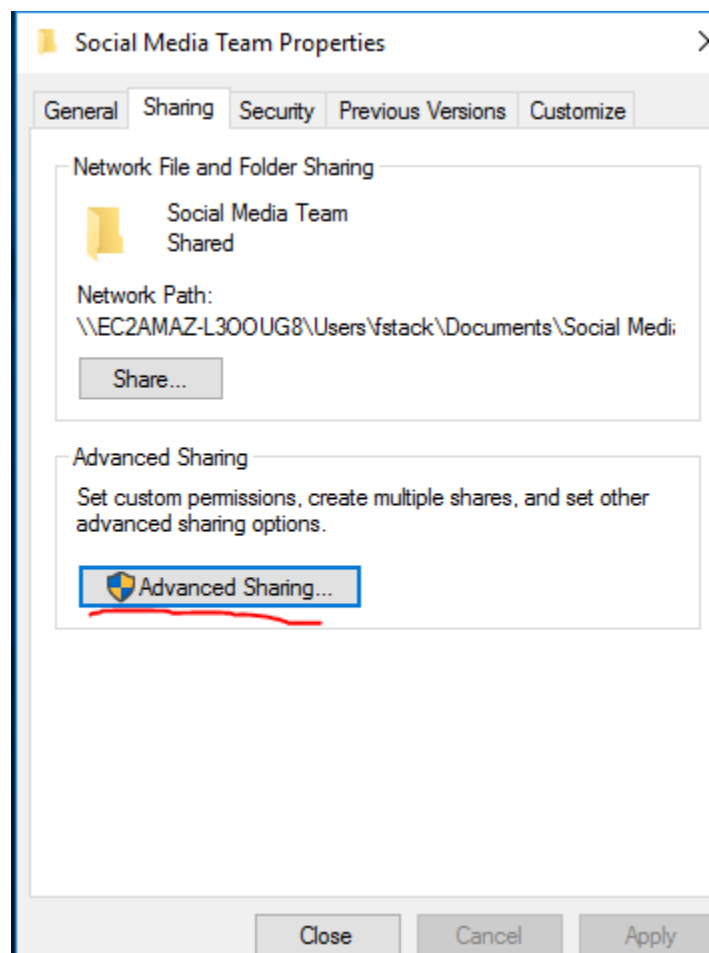 Social Media Team Properties
General Sharing Security Previous Versions Customize
Network File and Folder Sharing
Social Media Team
Shared
Network Path:
\\EC2AMAZ-L3OOUG8\Users\fstack\Documents\Social Media
Share...
Advanced Sharing
Set custom permissions, create multiple shares, and set other
advanced sharing options.
Advanced Sharing...
Close Cancel Apply